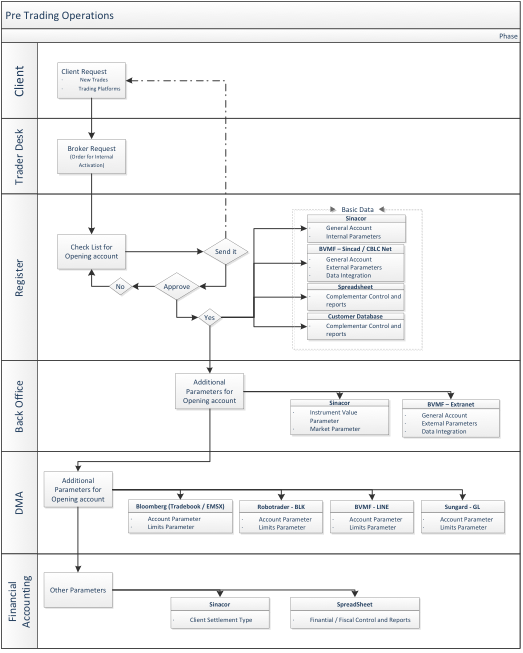 Pre Trading Operations
Phase
Client
Client Request
New Trades
Trading Platforms
Trader Desk
Broker Request
(Order for Internal
Activation)
Register
Check List for
Opening account
Send it
No
Approve
Yes
Basic Data
Sinacor
General Account
Internal Parameters
BVMF – Sincad / CBLC Net
General Account
External Parameters
Data Integration
Spreadsheet
Complementar Control and
reports
Customer Database
Complementar Control and
reports
Back Office
Additional
Parameters for
Opening account
Sinacor
Instrument Value
Parameter
Market Parameter
BVMF – Extranet
General Account
External Parameters
Data Integration
DMA
Additional
Parameters for
Opening account
Bloomberg (Tradebook / EMSX)
Account Parameter
Limits Parameter
Robotrader - BLK
Account Parameter
Limits Parameter
BVMF - LINE
Account Parameter
Limits Parameter
Sungard - GL
Account Parameter
Limits Parameter
Financial
Accounting
Other Parameters
Sinacor
Client Settlement Type
SpreadSheet
Finantial / Fiscal Control and Reports